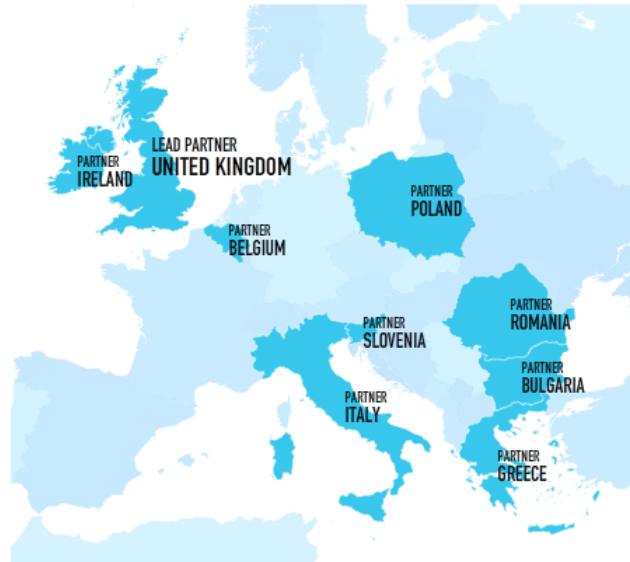 LEAD PARTNER
UNITED KINGDOM
PARTNER
IRELAND
PARTNER
POLAND
PARTNER
BELGIUM
PARTNER
ROMANIA
PARTNER
SLOVENIA
PARTNER
BULGARIA
PARTNER
ITALY
PARTNER
GREECE